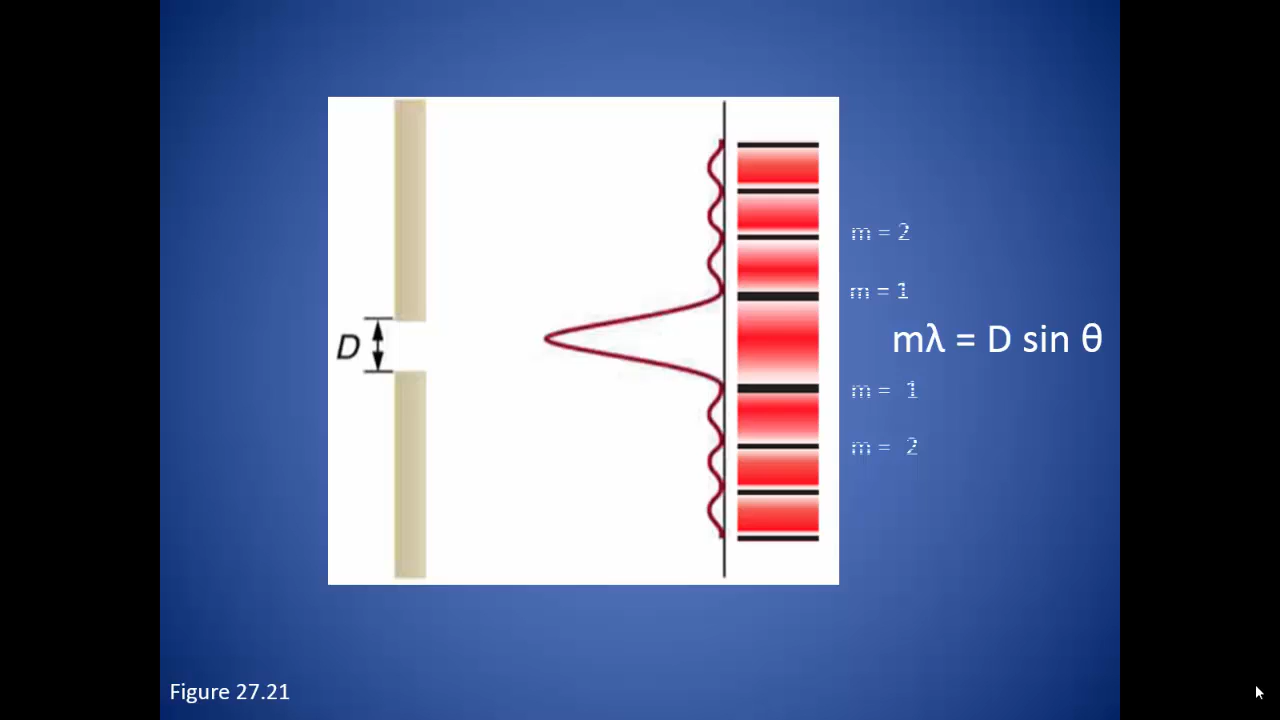 m = 2
m = 1
mλ = D sin θ
D
m = 1
m = 2
Figure 27.21